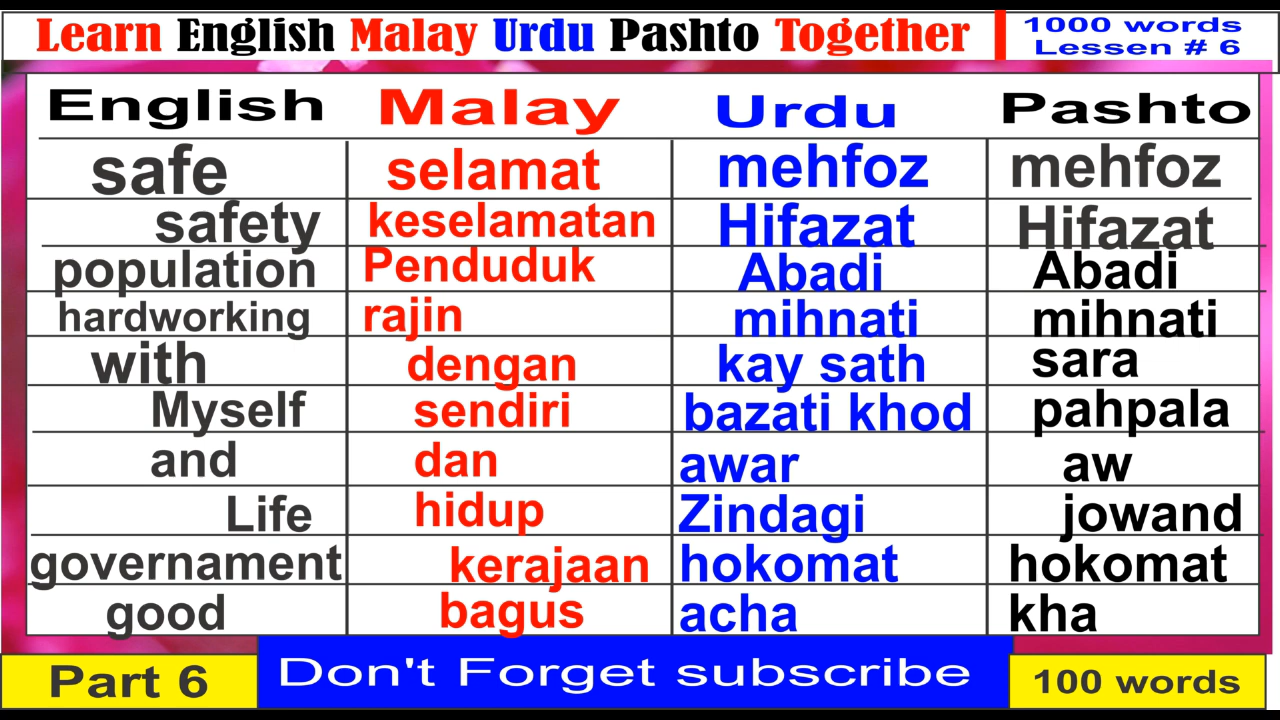 Learn English Malay Urdu Pashto Together
1000 words
Lessen # 6
English Malay Urdu Pashto
safe selamat mehfoz mehfoz
safety keselamatan Hifazat Hifazat
population Penduduk Abadi Abadi
hardworking rajin mihnati mihnati
with dengan kay sath sara
Myself sendiri bazati khod pahpala
and dan awar aw
Life hidup Zindagi jowand
governament kerajaan hokomat hokomat
good bagus acha kha
Part 6 Don't Forget subscribe 100 words